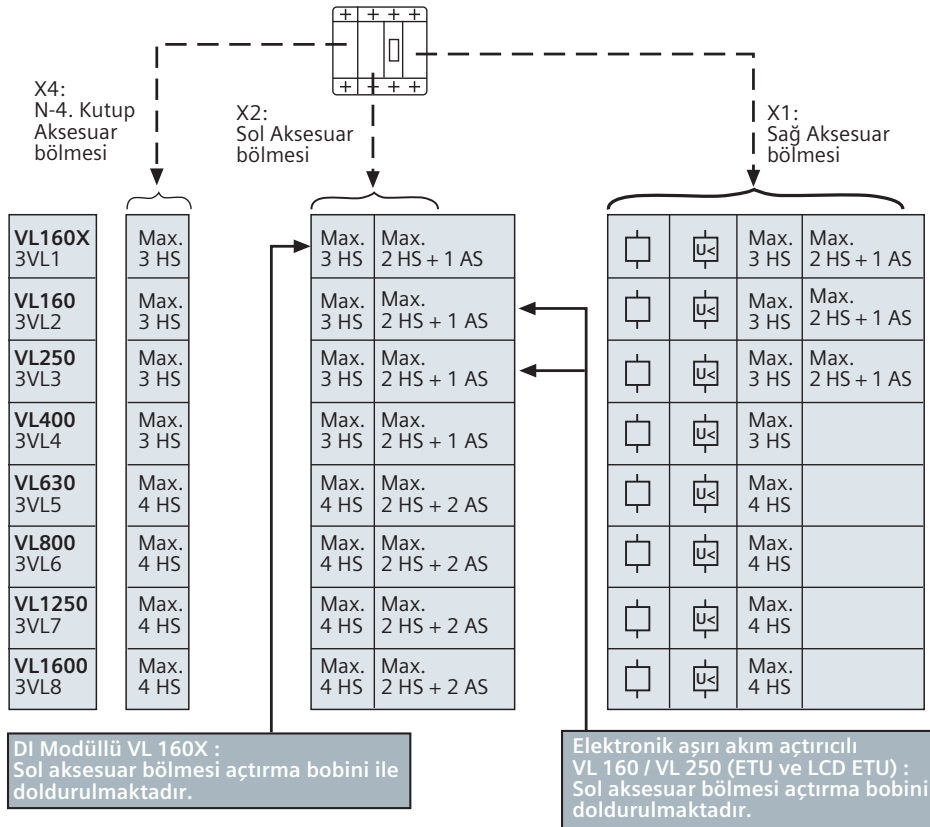 X4:
N-4. Kutup
Aksesuar
bölmesi
X2:
Sol Aksesuar
bölmesi
X1:
Sağ Aksesuar
bölmesi
VL160X
3VL1
Max.
3 HS
Max.
3 HS
Max.
2 HS + 1 AS
U<
Max.
3 HS
Max.
2 HS + 1 AS
VL160
3VL2
Max.
3 HS
Max.
3 HS
Max.
2 HS + 1 AS
U<
Max.
3 HS
Max.
2 HS + 1 AS
VL250
3VL3
Max.
3 HS
Max.
3 HS
Max.
2 HS + 1 AS
U<
Max.
3 HS
Max.
2 HS + 1 AS
VL400
3VL4
Max.
3 HS
Max.
3 HS
Max.
2 HS + 1 AS
U<
Max.
3 HS
VL630
3VL5
Max.
4 HS
Max.
4 HS
Max.
2 HS + 2 AS
U<
Max.
4 HS
VL800
3VL6
Max.
4 HS
Max.
4 HS
Max.
2 HS + 2 AS
U<
Max.
4 HS
VL1250
3VL7
Max.
4 HS
Max.
4 HS
Max.
2 HS + 2 AS
U<
Max.
4 HS
VL1600
3VL8
Max.
4 HS
Max.
4 HS
Max.
2 HS + 2 AS
U<
Max.
4 HS
DI Modüllü VL 160X :
Sol aksesuar bölmesi açtırma bobini ile
doldurulmaktadır.
Elektronik aşırı akım açtırıcılı
VL 160 / VL 250 (ETU ve LCD ETU) :
Sol aksesuar bölmesi açtırma bobini
doldurulmaktadır.